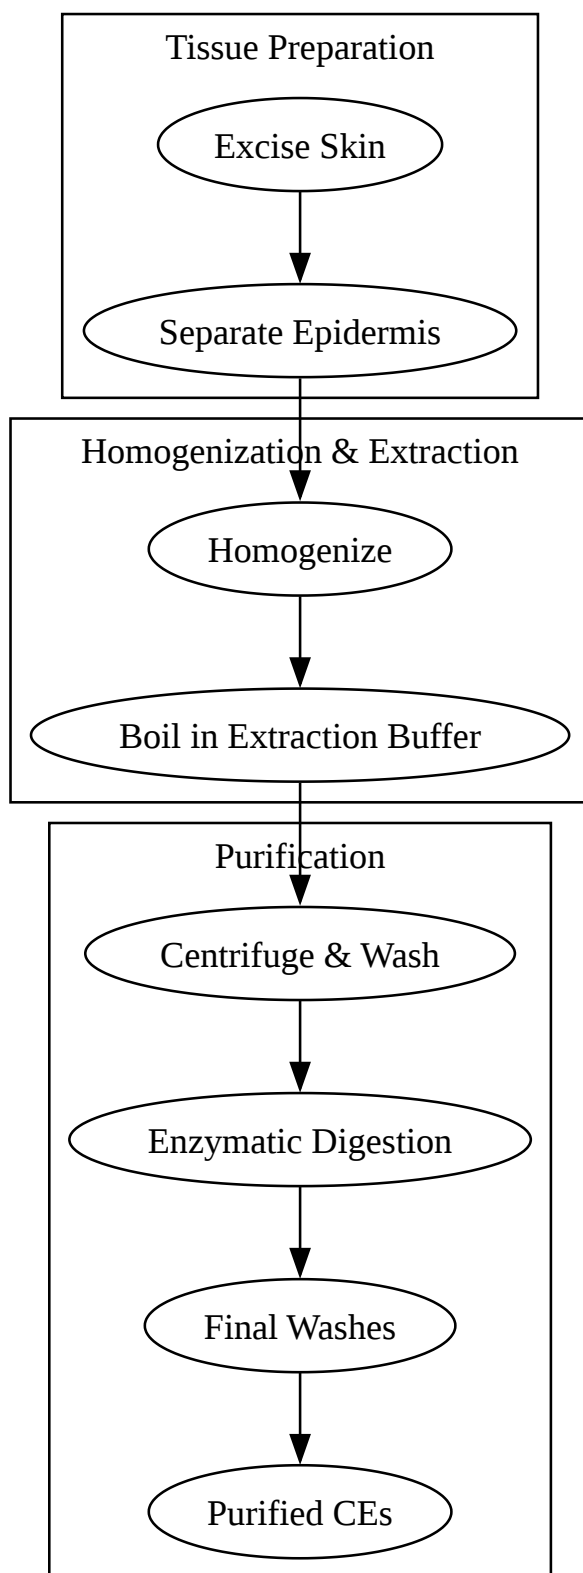 Tissue Preparation
Excise Skin
Separate Epidermis
Homogenization & Extraction
Homogenize
Boil in Extraction Buffer
Purification
Centrifuge & Wash
Enzymatic Digestion
Final Washes
Purified CEs